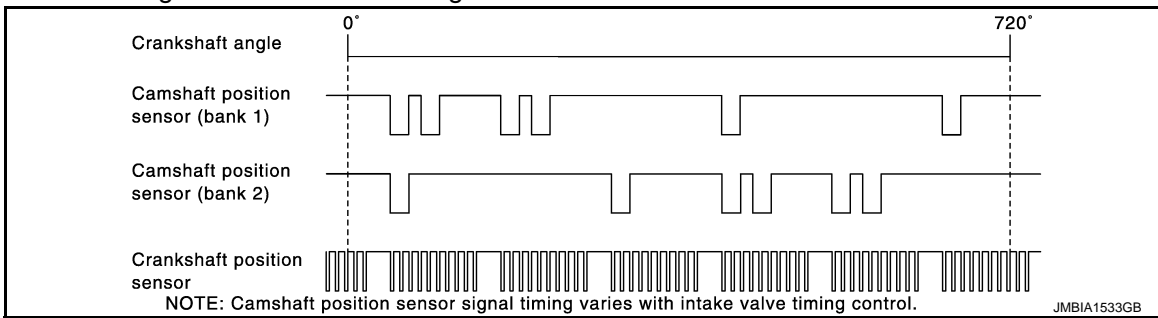 0°
720°
Crankshaft angle
Camshaft position
sensor (bank 1)
Camshaft position
sensor (bank 2)
Crankshaft position
sensor
NOTE: Camshaft position sensor signal timing varies with intake valve timing control.
JMBIA1533GB